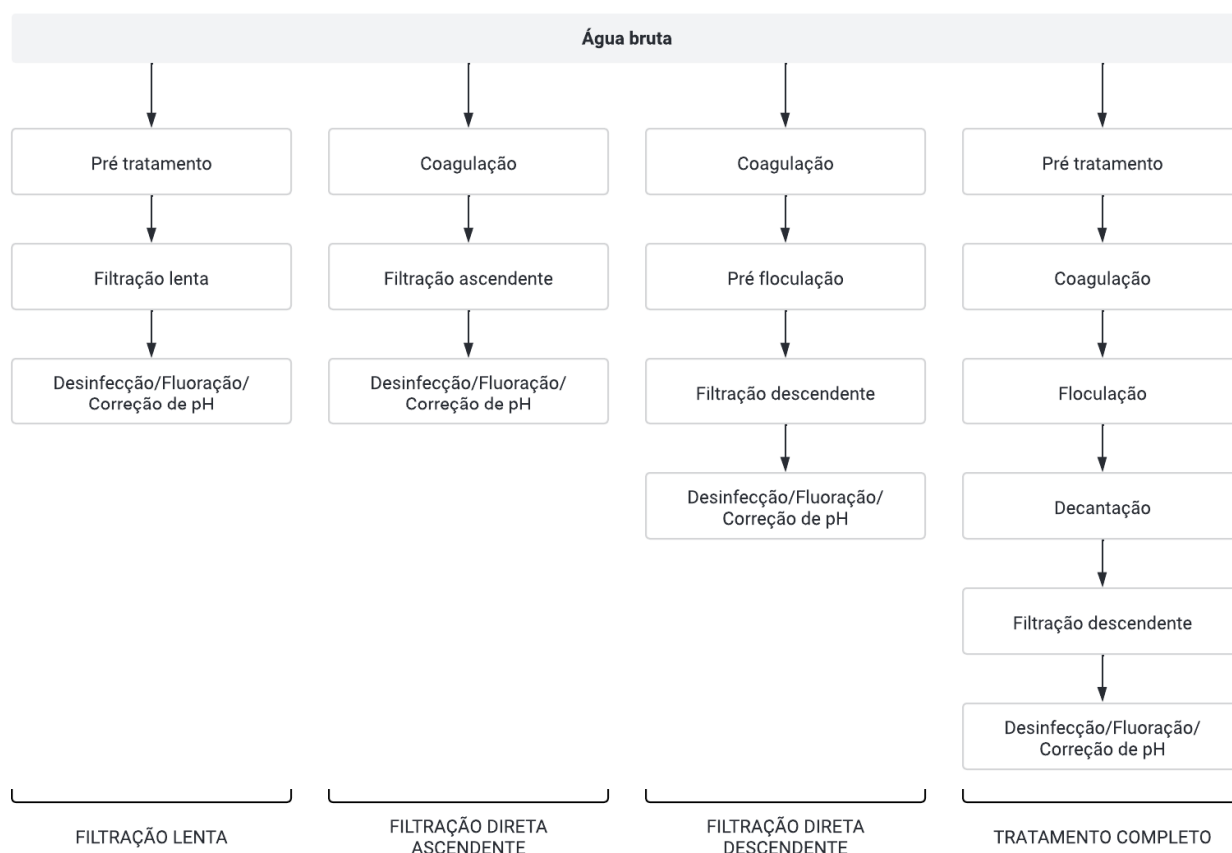 Água bruta
Pré tratamento
Filtração lenta
Desinfecção/Fluoração/
Correção de pH
FILTRAÇÃO LENTA
Coagulação
Filtração ascendente
Desinfecção/Fluoração/
Correção de pH
FILTRAÇÃO DIRETA
ASCENDENTE
Coagulação
Pré floculação
Filtração descendente
Desinfecção/Fluoração/
Correção de pH
FILTRAÇÃO DIRETA
DESCENDENTE
Pré tratamento
Coagulação
Floculação
Decantação
Filtração descendente
Desinfecção/Fluoração/
Correção de pH
TRATAMENTO COMPLETO